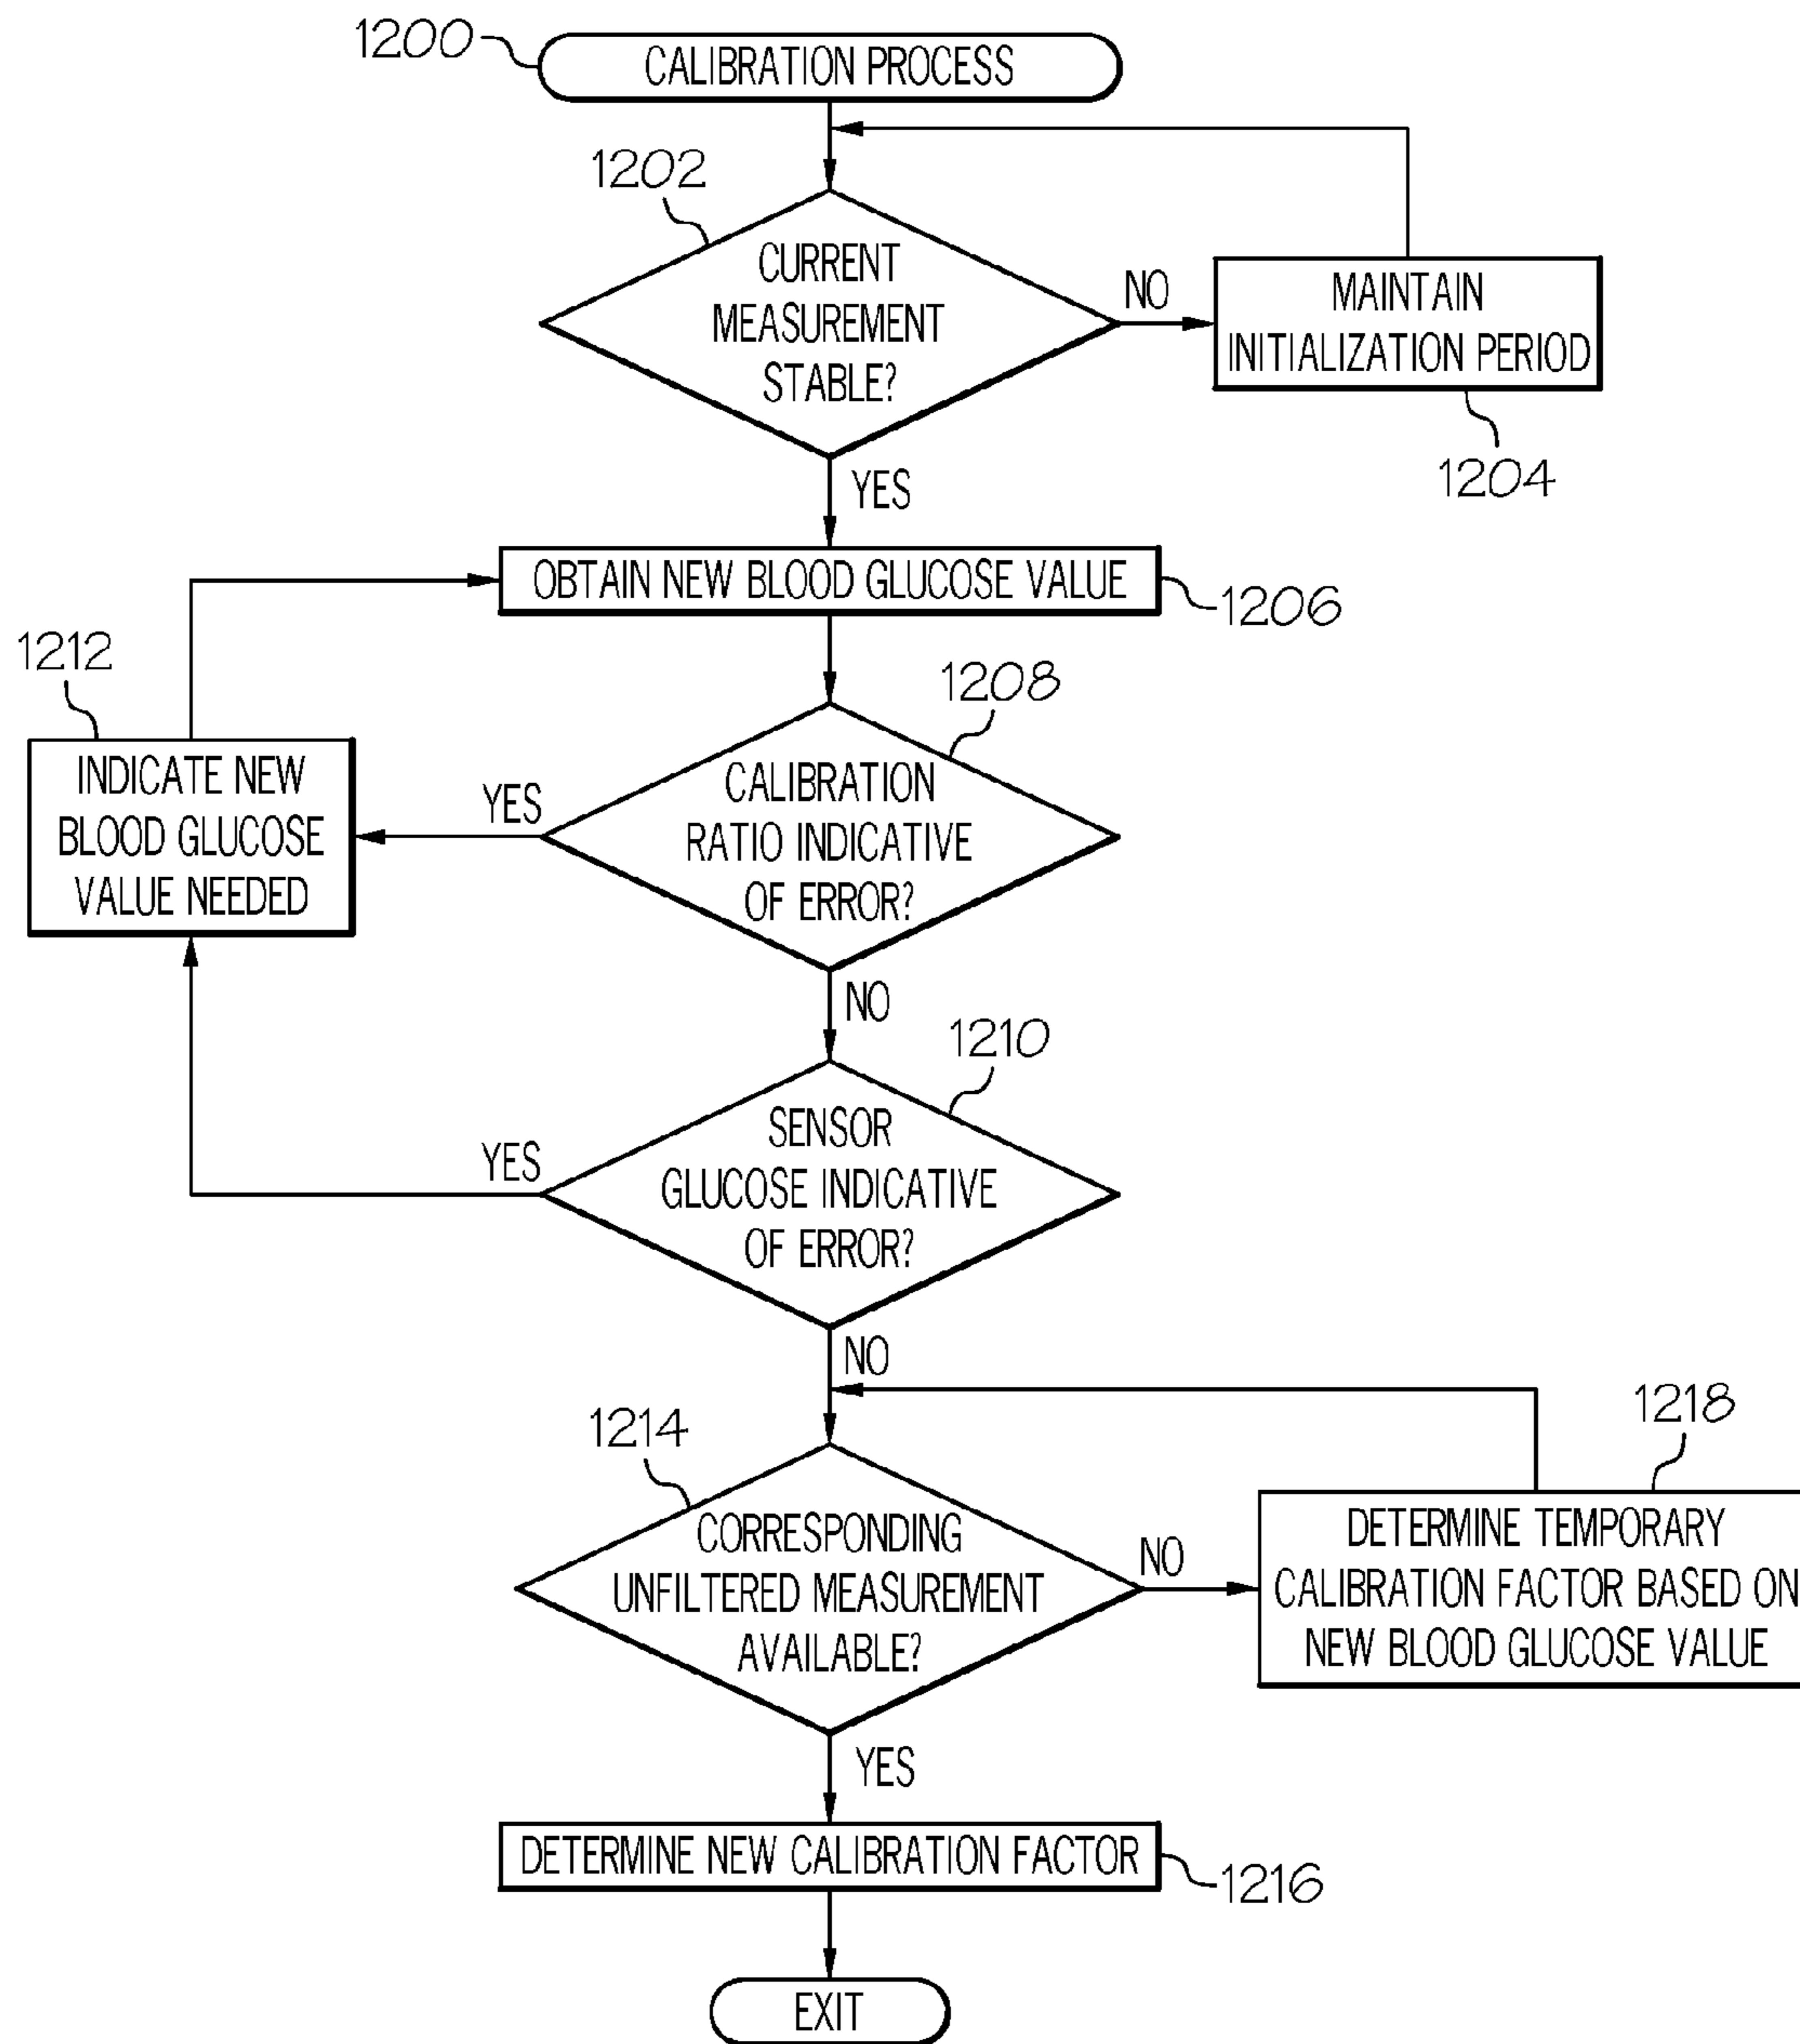 1200
CALIBRATION PROCESS
1202
CURRENT
MEASUREMENT
STABLE?
NO
MAINTAIN
INITIALIZATION PERIOD
1204
YES
OBTAIN NEW BLOOD GLUCOSE VALUE
1206
1212
INDICATE NEW
BLOOD GLUCOSE
VALUE NEEDED
1208
YES
CALIBRATION
RATIO INDICATIVE
OF ERROR?
NO
1210
YES
SENSOR
GLUCOSE INDICATIVE
OF ERROR?
NO
1214
CORRESPONDING
UNFILTERED MEASUREMENT
AVAILABLE?
NO
1218
DETERMINE TEMPORARY
CALIBRATION FACTOR BASED ON
NEW BLOOD GLUCOSE VALUE
YES
DETERMINE NEW CALIBRATION FACTOR
1216
EXIT